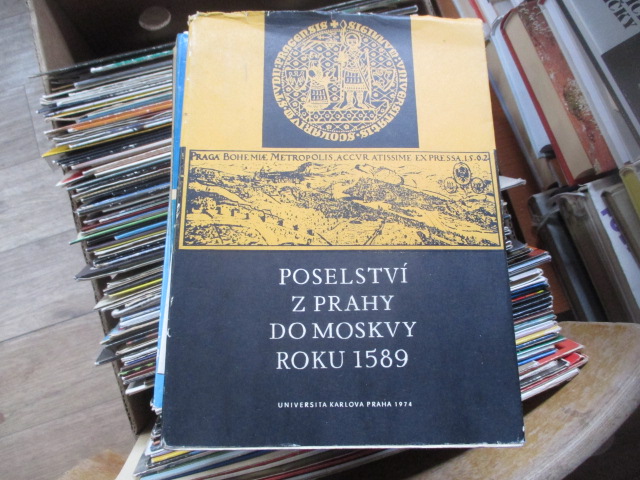 PRAGA BOHEMIÆ METROPOLIS ACCVRATISSIME EXPRESSA 1562
POSELSTVÍ
Z PRAHY
DO MOSKVY
ROKU 1589
UNIVERSITA KARLOVA PRAHA 1974